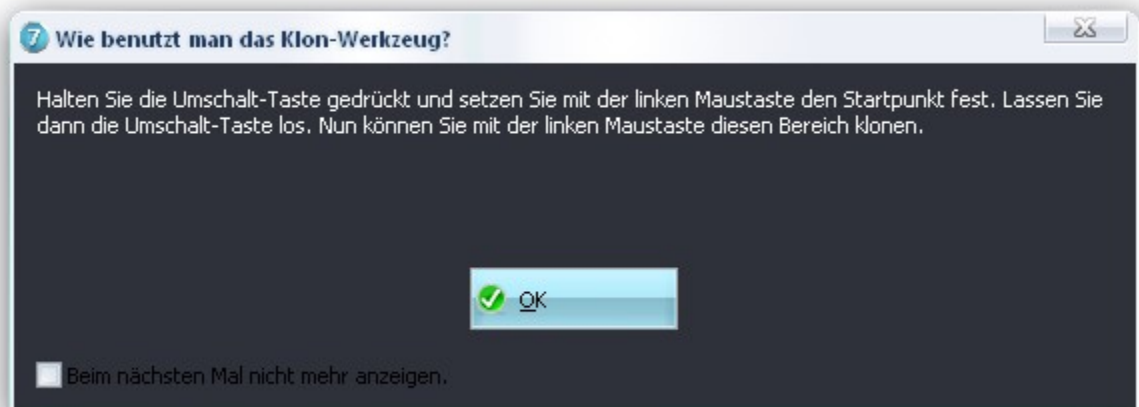 Wie benutzt man das Klon-Werkzeug?
Halten Sie die Umschalt-Taste gedrückt und setzen Sie mit der linken Maustaste den Startpunkt fest. Lassen Sie
dann die Umschalt-Taste los. Nun können Sie mit der linken Maustaste diesen Bereich klonen.
OK
Beim nächsten Mal nicht mehr anzeigen.